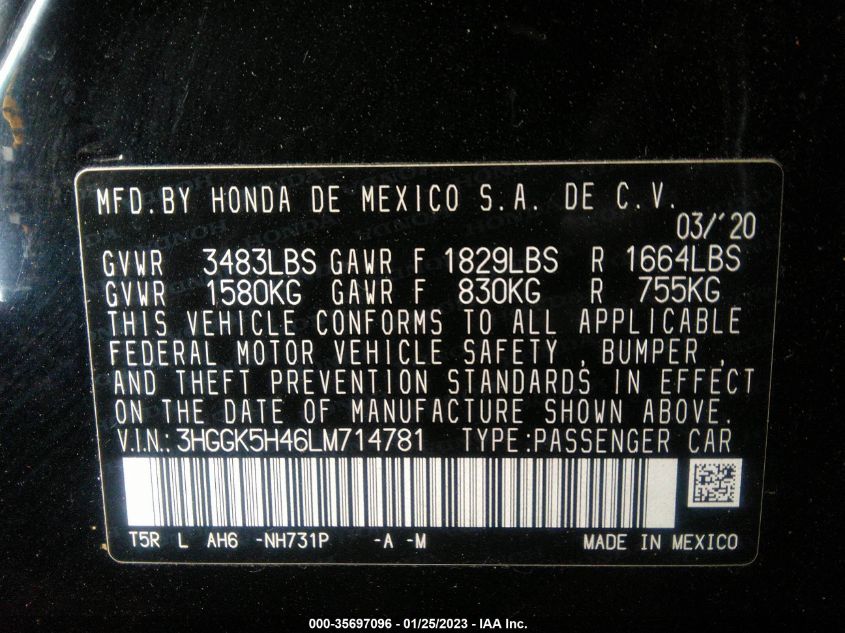 MFD.BY HONDA DE MEXICO S.A. DE C.V.
03/'20
GVWR 3483LBS GAWR F 1829LBS R 1664LBS
GVWR 1580KG GAWR F 830KG R 755KG
THIS VEHICLE CONFORMS TO ALL APPLICABLE
FEDERAL MOTOR VEHICLE SAFETY , BUMPER ,
AND THEFT PREVENTION STANDARDS IN EFFECT
ON THE DATE OF MANUFACTURE SHOWN ABOVE.
V.I.N.: 3HGGK5H46LM714781 TYPE:PASSENGER CAR
T5R L AH6 -NH731P -A -M MADE IN MEXICO
000-35697096 - 01/25/2023 - © IAA Inc.